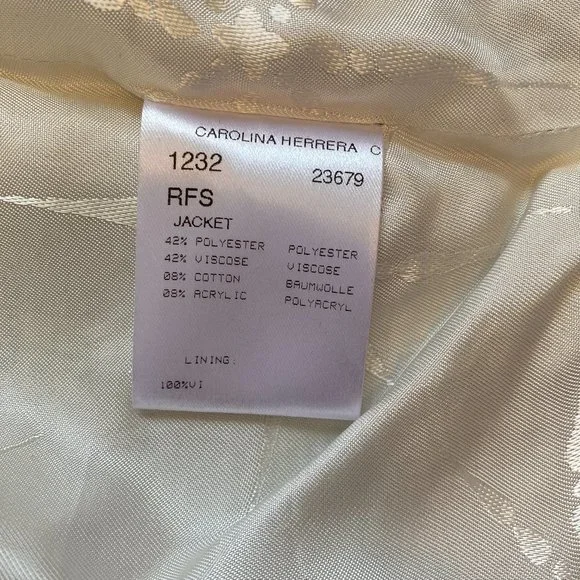 CAROLINA HERRERA C
1232 23679
RFS
JACKET
42% POLYESTER POLYESTER
42% VISCOSE VISCOSE
08% COTTON BAUMWOLLE
08% ACRYLIC POLYACRYL
LINING:
100%VI